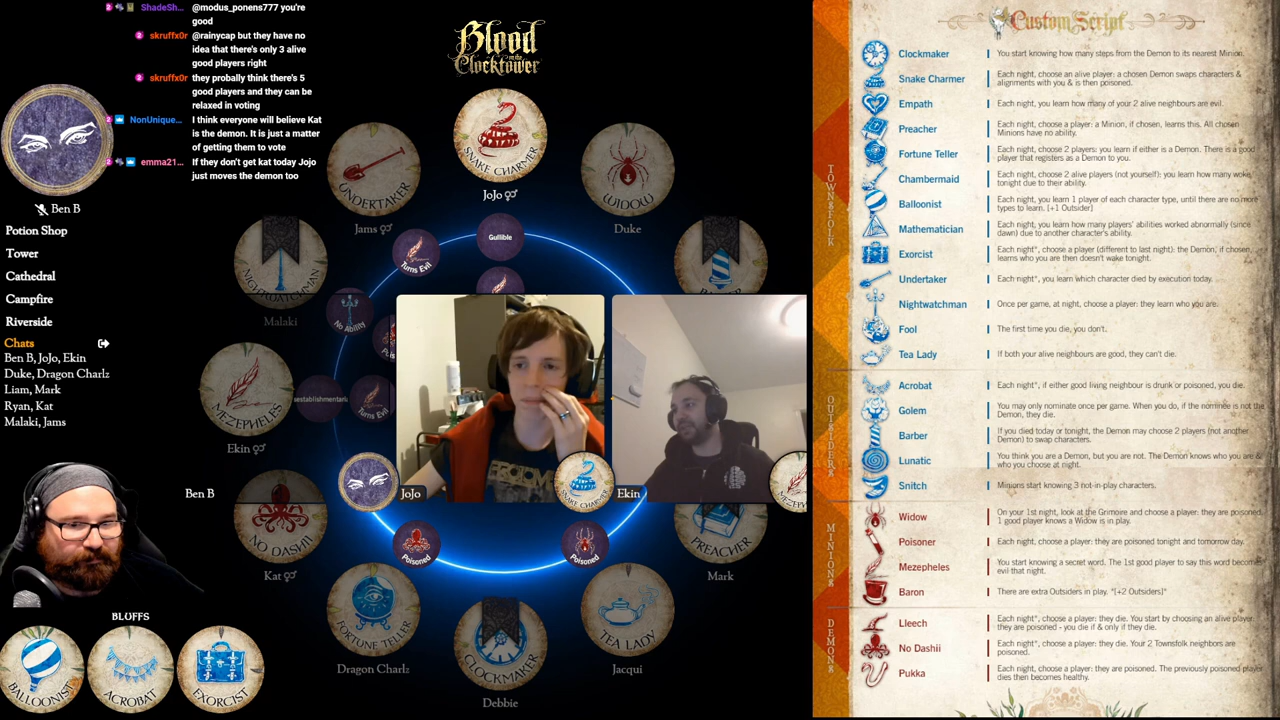 ShadeSh... @modus_ponens777 you're
good
skruffx0r @rainycap but they have no
idea that there's only 3 alive
good players right
skruffx0r they probally think there's 5
good players and they can be
relaxed in voting
NonUnique... I think everyone will believe Kat
is the demon. It is just a matter
of getting them to vote
emma21... If they don't get kat today Jojo
just moves the demon too
Ben B
Potion Shop
Tower
Cathedral
Campfire
Riverside
Chats
Ben B, JoJo, Ekin
Duke, Dragon Charlz
Liam, Mark
Ryan, Kat
Malaki, Jams
Ben B
BLUFFS
BALLOONIST
ACROBAT
EXORCIST
Blood
on the
Clocktower
SNAKE CHARMER
JoJo
UNDERTAKER
Jams
WIDOW
Duke
Malaki
MEZEPHELES
Ekin
NO DASHII
Kat
FORTUNE TELLER
Dragon Charlz
CLOCKMAKER
Debbie
TEA LADY
Jacqui
PREACHER
Mark
Gullible
Turns Evil
No Ability
Turns Evil
Poisoned
Poisoned
JoJo
SNAKE CHARMER
Ekin
Custom Script
TOWNSFOLK
Clockmaker You start knowing how many steps from the Demon to its nearest Minion.
Snake Charmer Each night, choose an alive player: a chosen Demon swaps characters &
alignments with you & is then poisoned.
Empath Each night, you learn how many of your 2 alive neighbours are evil.
Preacher Each night, choose a player: a Minion, if chosen, learns this. All chosen
Minions have no ability.
Fortune Teller Each night, choose 2 players: you learn if either is a Demon. There is a good
player that registers as a Demon to you.
Chambermaid Each night, choose 2 alive players (not yourself): you learn how many woke
tonight due to their ability.
Balloonist Each night, you learn 1 player of each character type, until there are no more
types to learn. [+1 Outsider]
Mathematician Each night, you learn how many players' abilities worked abnormally (since
dawn) due to another character's ability.
Exorcist Each night*, choose a player (different to last night): the Demon, if chosen,
learns who you are then doesn't wake tonight.
Undertaker Each night*, you learn which character died by execution today.
Nightwatchman Once per game, at night, choose a player: they learn who you are.
Fool The first time you die, you don't.
Tea Lady If both your alive neighbours are good, they can't die.
OUTSIDERS
Acrobat Each night*, if either good living neighbour is drunk or poisoned, you die.
Golem You may only nominate once per game. When you do, if the nominee is not the
Demon, they die.
Barber If you died today or tonight, the Demon may choose 2 players (not another
Demon) to swap characters.
Lunatic You think you are a Demon, but you are not. The Demon knows who you are &
who you choose at night.
Snitch Minions start knowing 3 not-in-play characters.
MINIONS
Widow On your 1st night, look at the Grimoire and choose a player: they are poisoned.
1 good player knows a Widow is in play.
Poisoner Each night, choose a player: they are poisoned tonight and tomorrow day.
Mezepheles You start knowing a secret word. The 1st good player to say this word becomes
evil that night.
Baron There are extra Outsiders in play. *[+2 Outsiders]*
DEMONS
Lleech Each night*, choose a player: they die. You start by choosing an alive player:
they are poisoned - you die if & only if they die.
No Dashii Each night*, choose a player: they die. Your 2 Townsfolk neighbors are
poisoned.
Pukka Each night, choose a player: they are poisoned. The previously poisoned player
dies then becomes healthy.